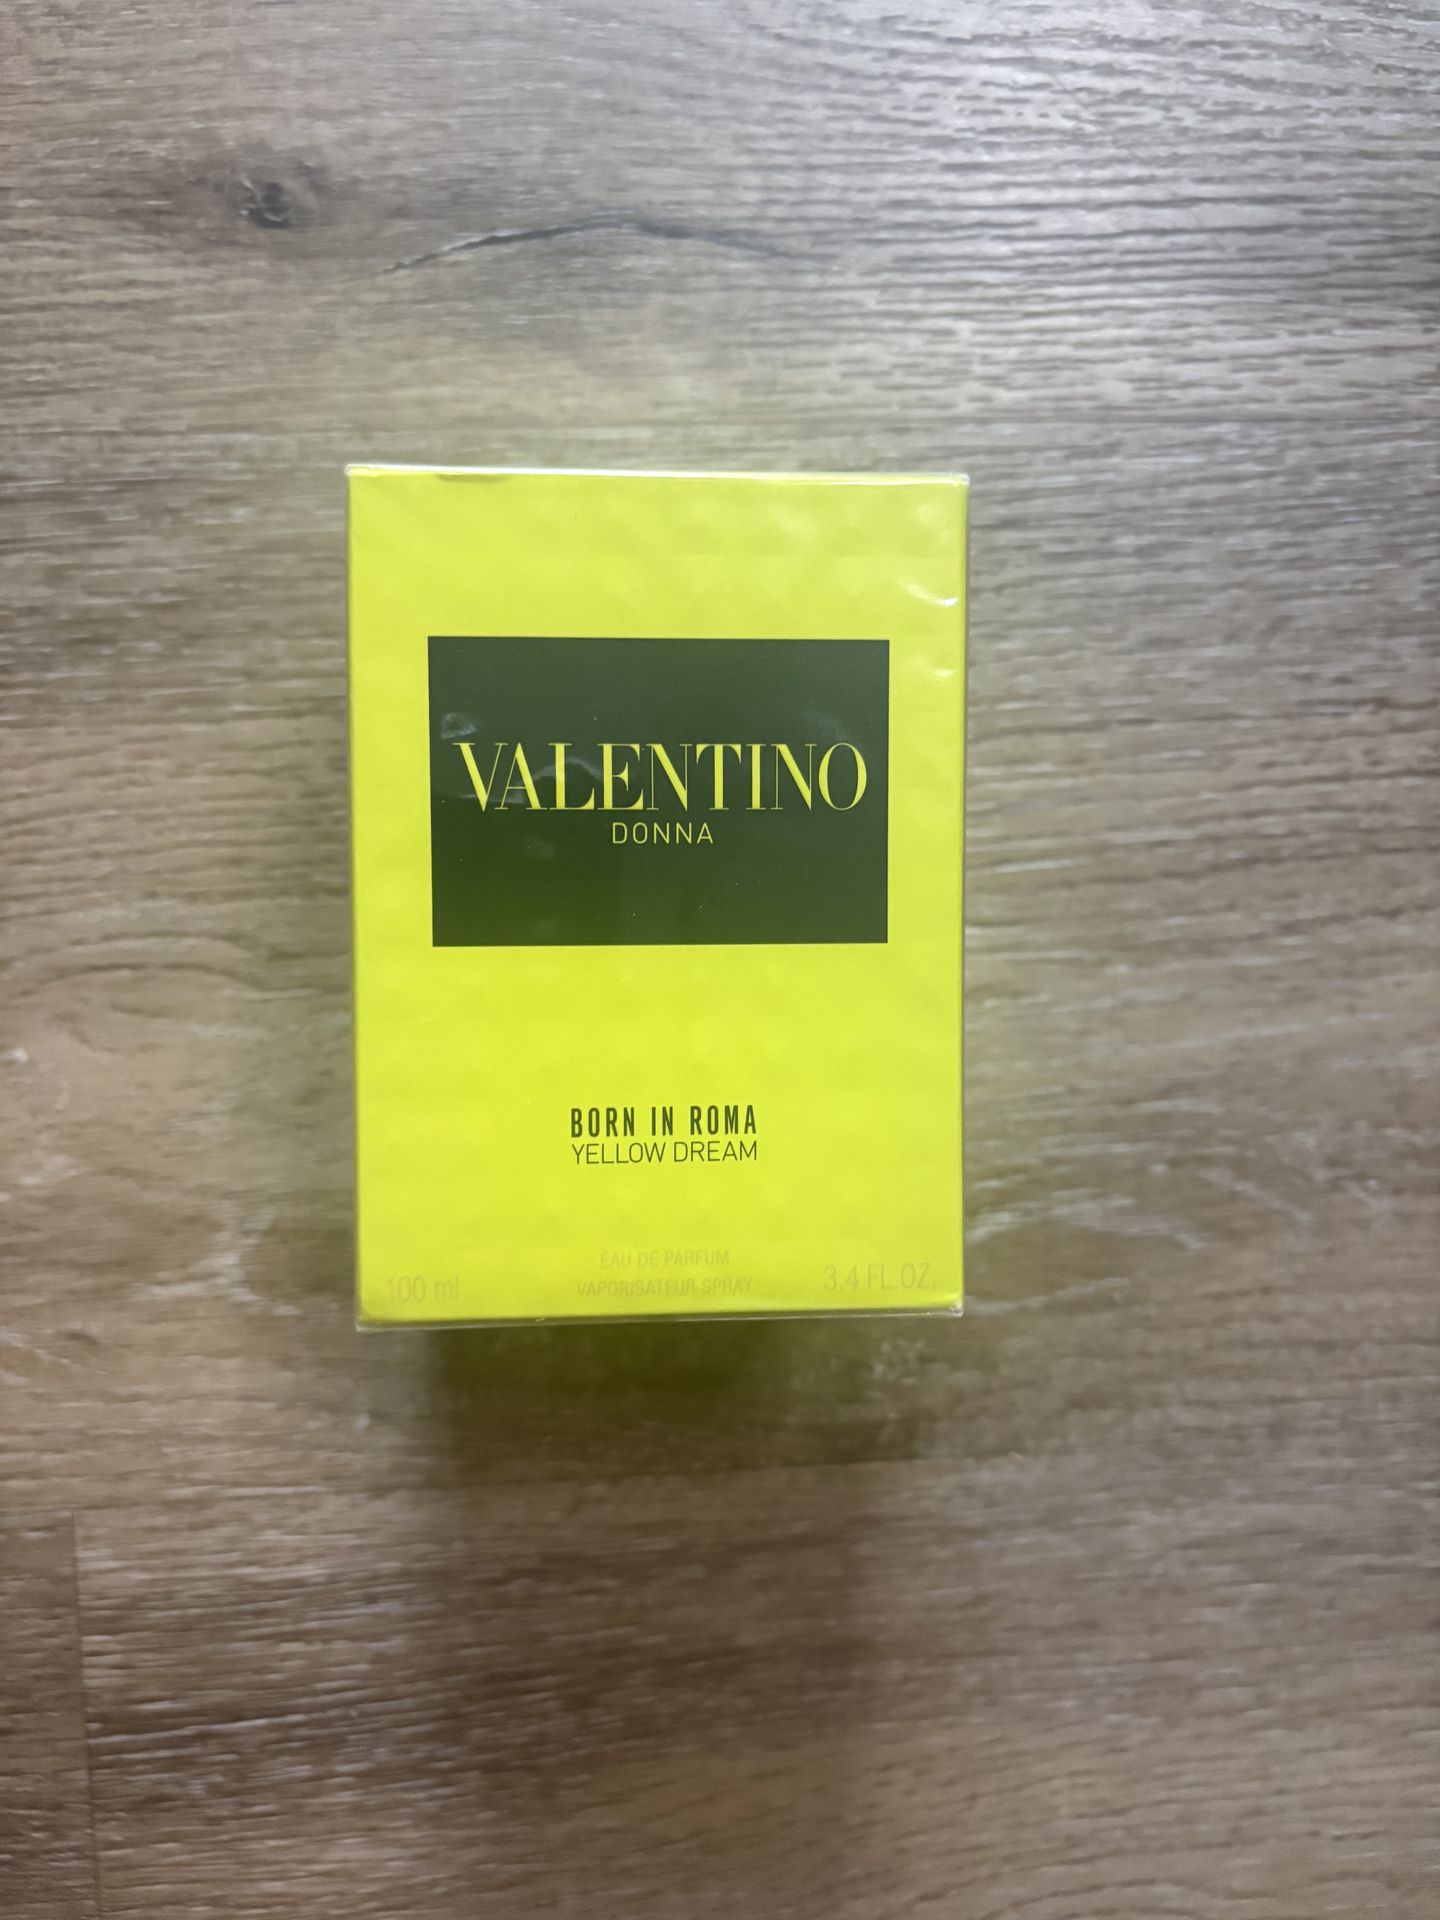 VALENTINO
DONNA
BORN IN ROMA
YELLOW DREAM
EAU DE PARFUM
VAPORISATEUR SPRAY
100 ml
3.4 FL.OZ.